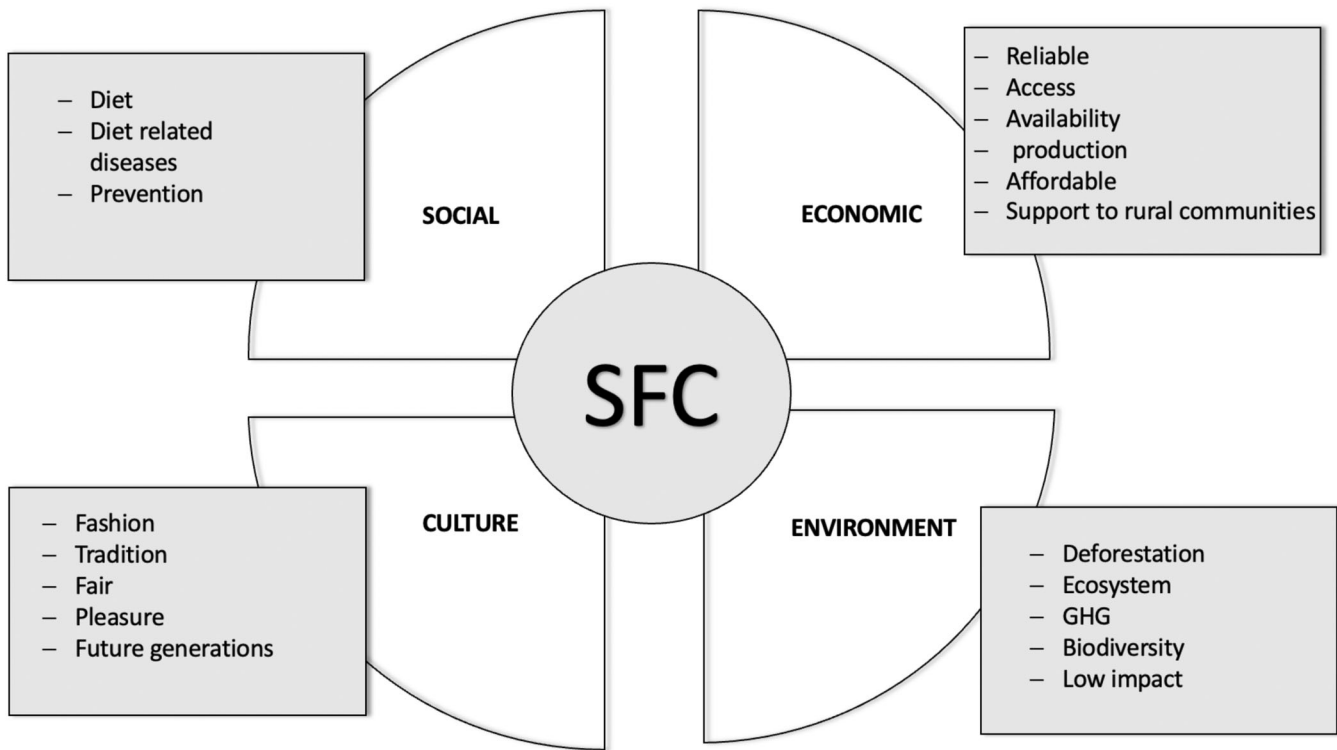 – Diet
– Diet related
diseases
– Prevention
SOCIAL
ECONOMIC
– Reliable
– Access
– Availability
– production
– Affordable
– Support to rural communities
SFC
– Fashion
– Tradition
– Fair
– Pleasure
– Future generations
CULTURE
ENVIRONMENT
– Deforestation
– Ecosystem
– GHG
– Biodiversity
– Low impact